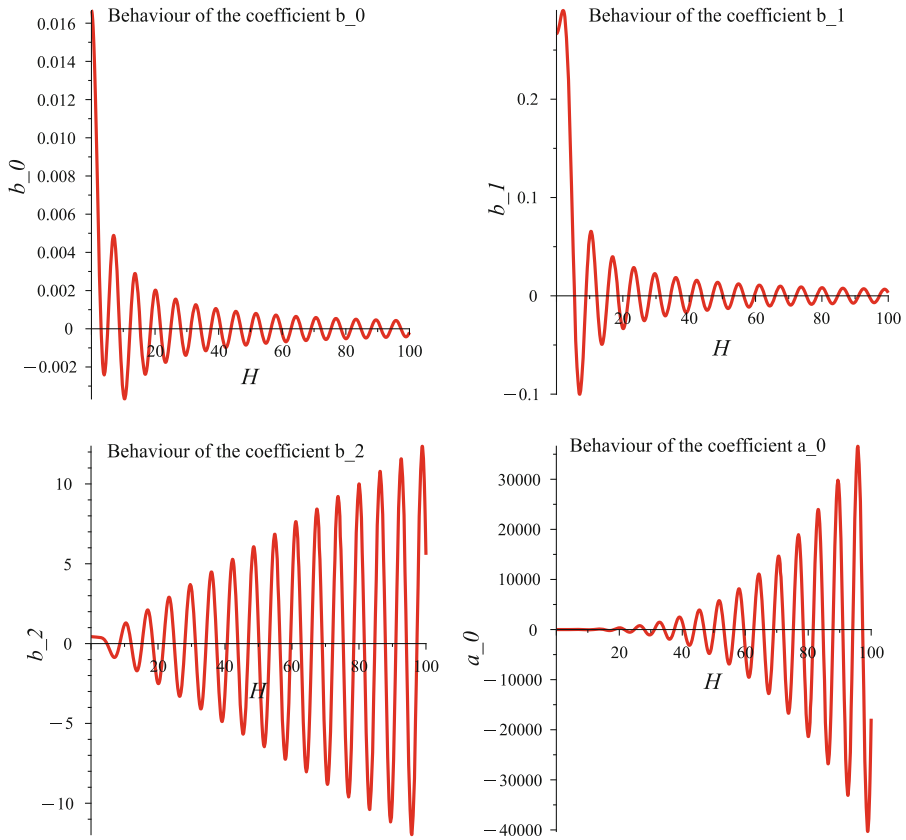 Behaviour of the coefficient b_0
0.016
0.014
0.012
0.010
0.008
0.006
0.004
0.002
0
−0.002
b_0
20 40 60 80 100
H
Behaviour of the coefficient b_1
0.2
0.1
0
−0.1
b_1
20 40 60 80 100
H
Behaviour of the coefficient b_2
10
5
0
−5
−10
b_2
20 40 60 80 100
H
Behaviour of the coefficient a_0
30000
20000
10000
0
−10000
−20000
−30000
−40000
a_0
20 40 60 80 100
H